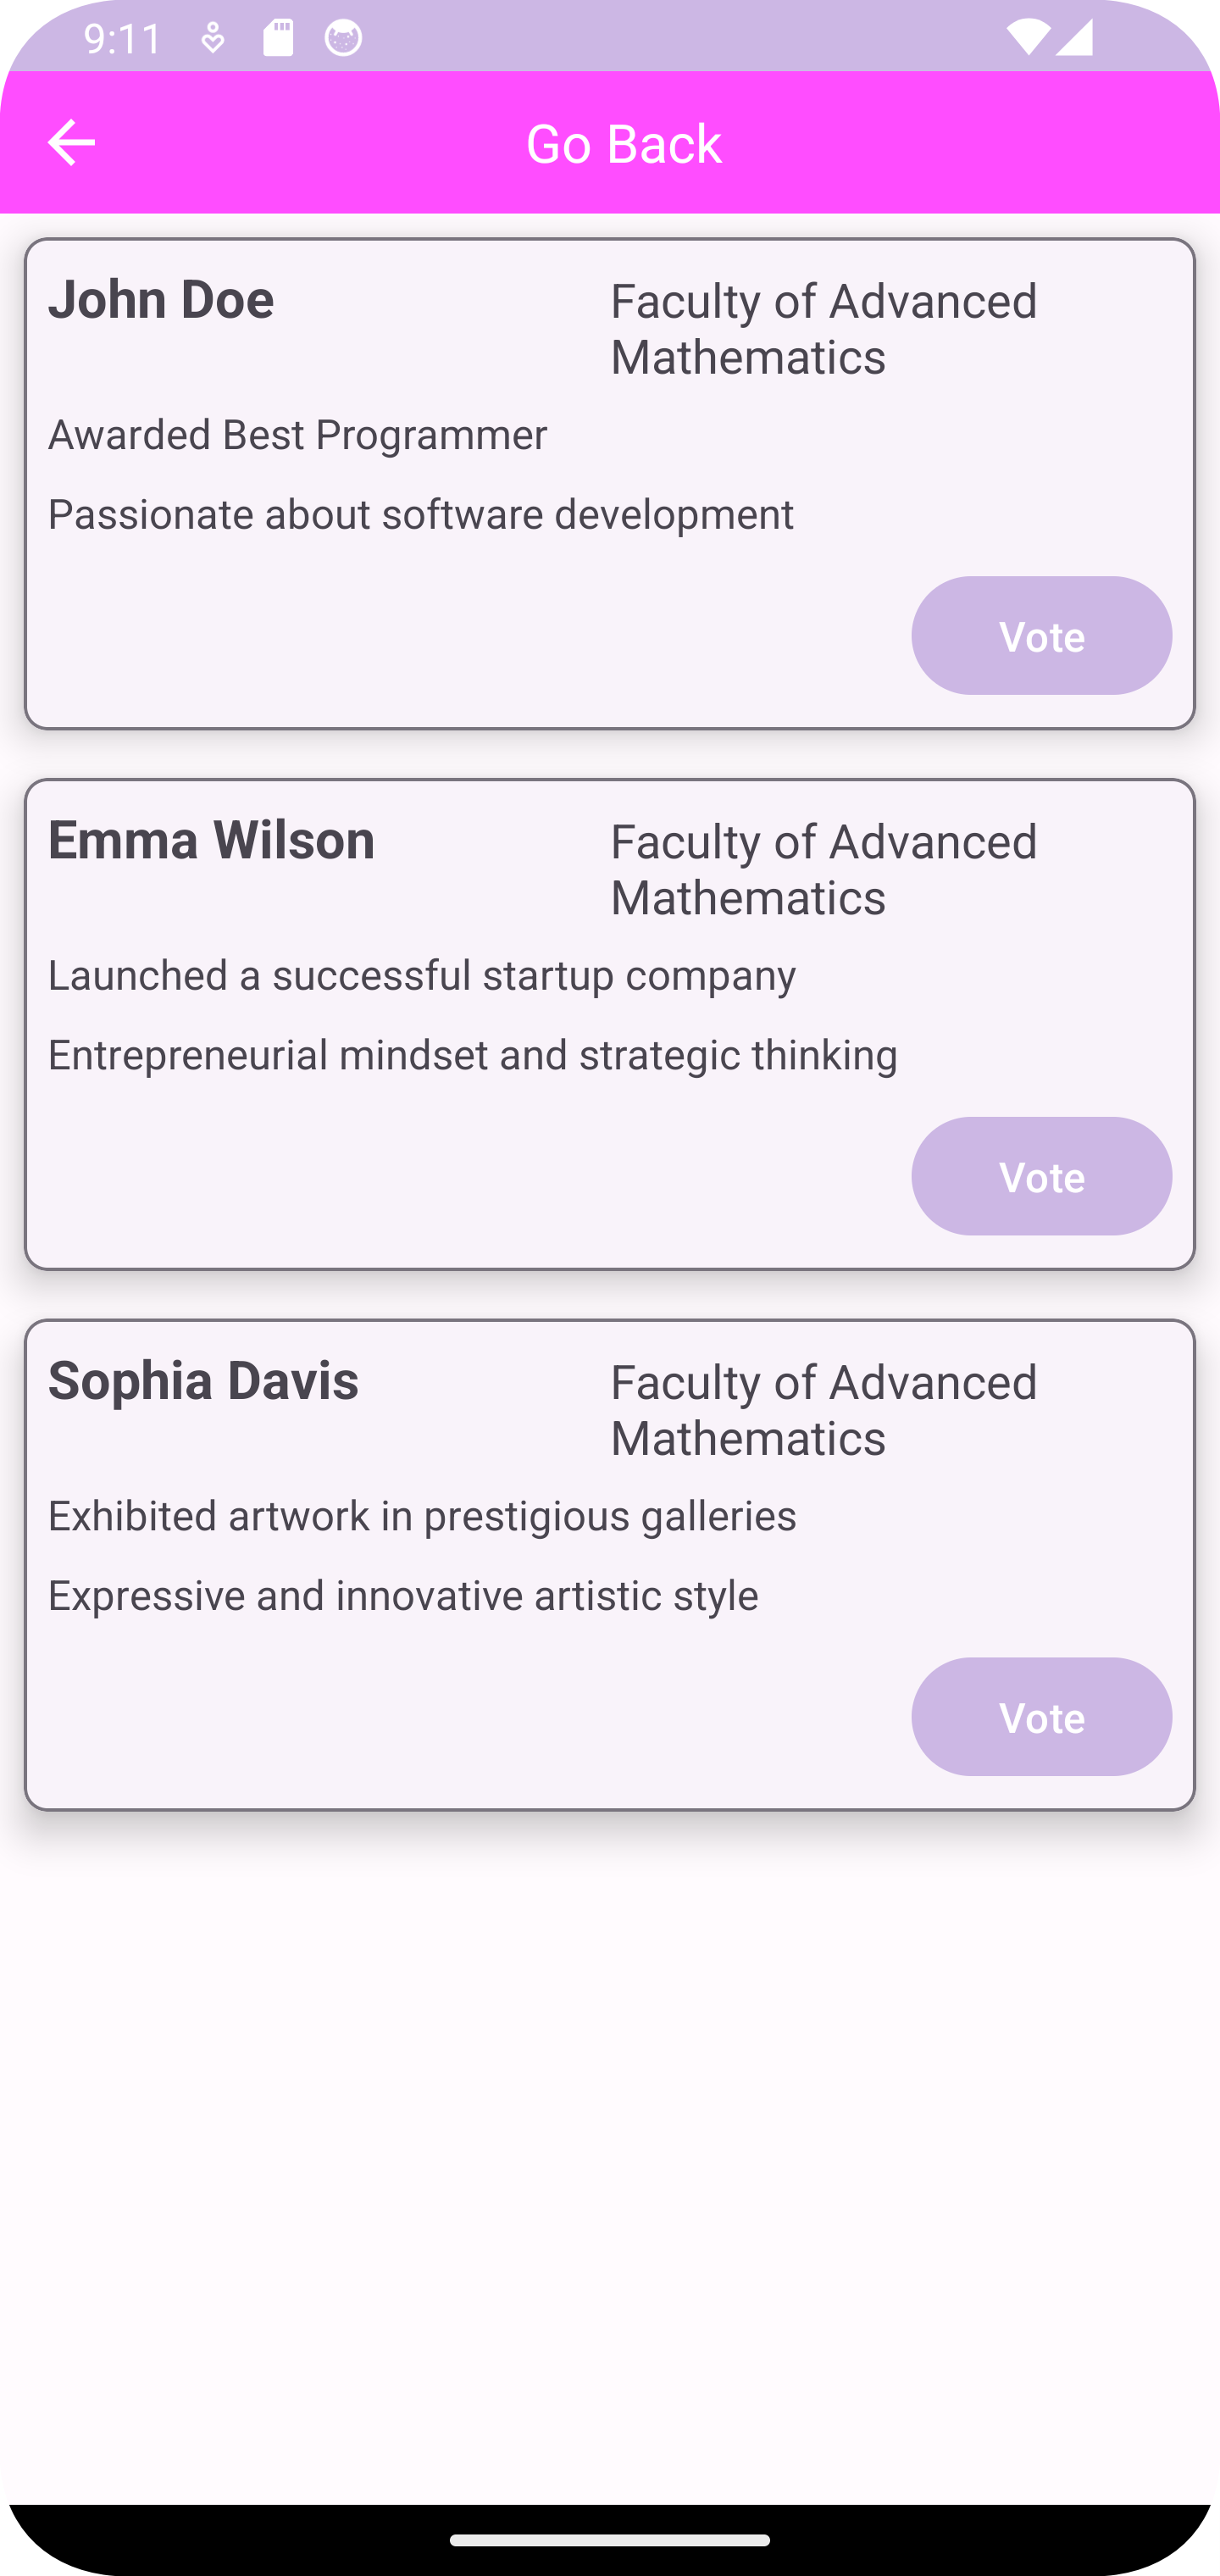 9:11
Go Back
John Doe
Faculty of Advanced
Mathematics
Awarded Best Programmer
Passionate about software development
Vote
Emma Wilson
Faculty of Advanced
Mathematics
Launched a successful startup company
Entrepreneurial mindset and strategic thinking
Vote
Sophia Davis
Faculty of Advanced
Mathematics
Exhibited artwork in prestigious galleries
Expressive and innovative artistic style
Vote